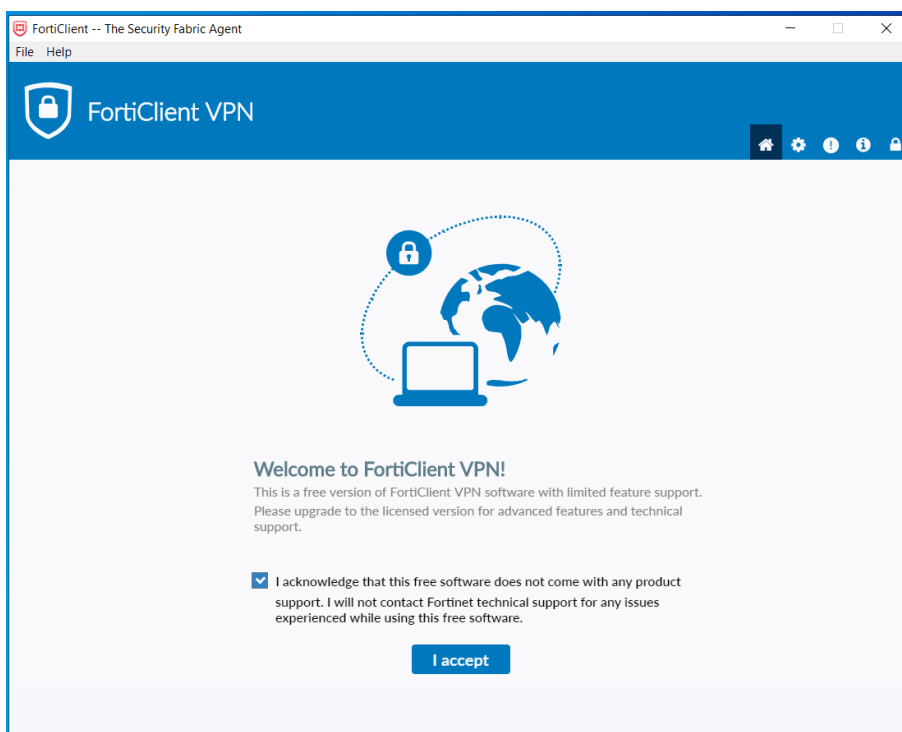 FortiClient -- The Security Fabric Agent
File Help
FortiClient VPN
Welcome to FortiClient VPN!
This is a free version of FortiClient VPN software with limited feature support.
Please upgrade to the licensed version for advanced features and technical
support.
I acknowledge that this free software does not come with any product
support. I will not contact Fortinet technical support for any issues
experienced while using this free software.
I accept